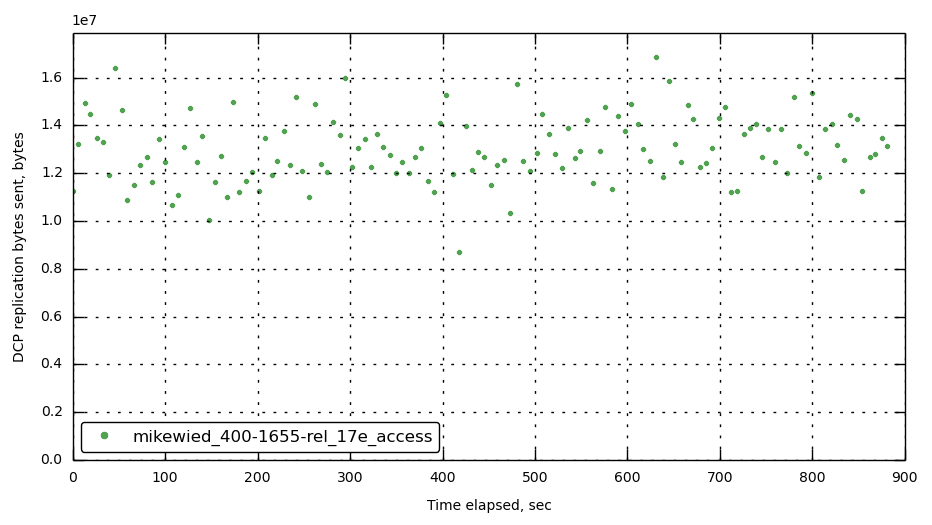 1e7
1.6
1.4
1.2
1.0
0.8
0.6
0.4
0.2
0.0
DCP replication bytes sent, bytes
mikewied_400-1655-rel_17e_access
0 100 200 300 400 500 600 700 800 900
Time elapsed, sec